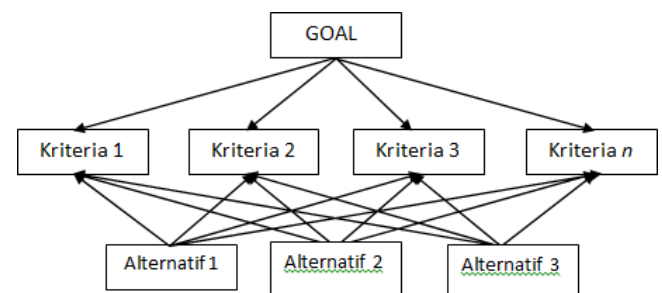 GOAL
Kriteria 1
Kriteria 2
Kriteria 3
Kriteria n
Alternatif 1
Alternatif 2
Alternatif 3